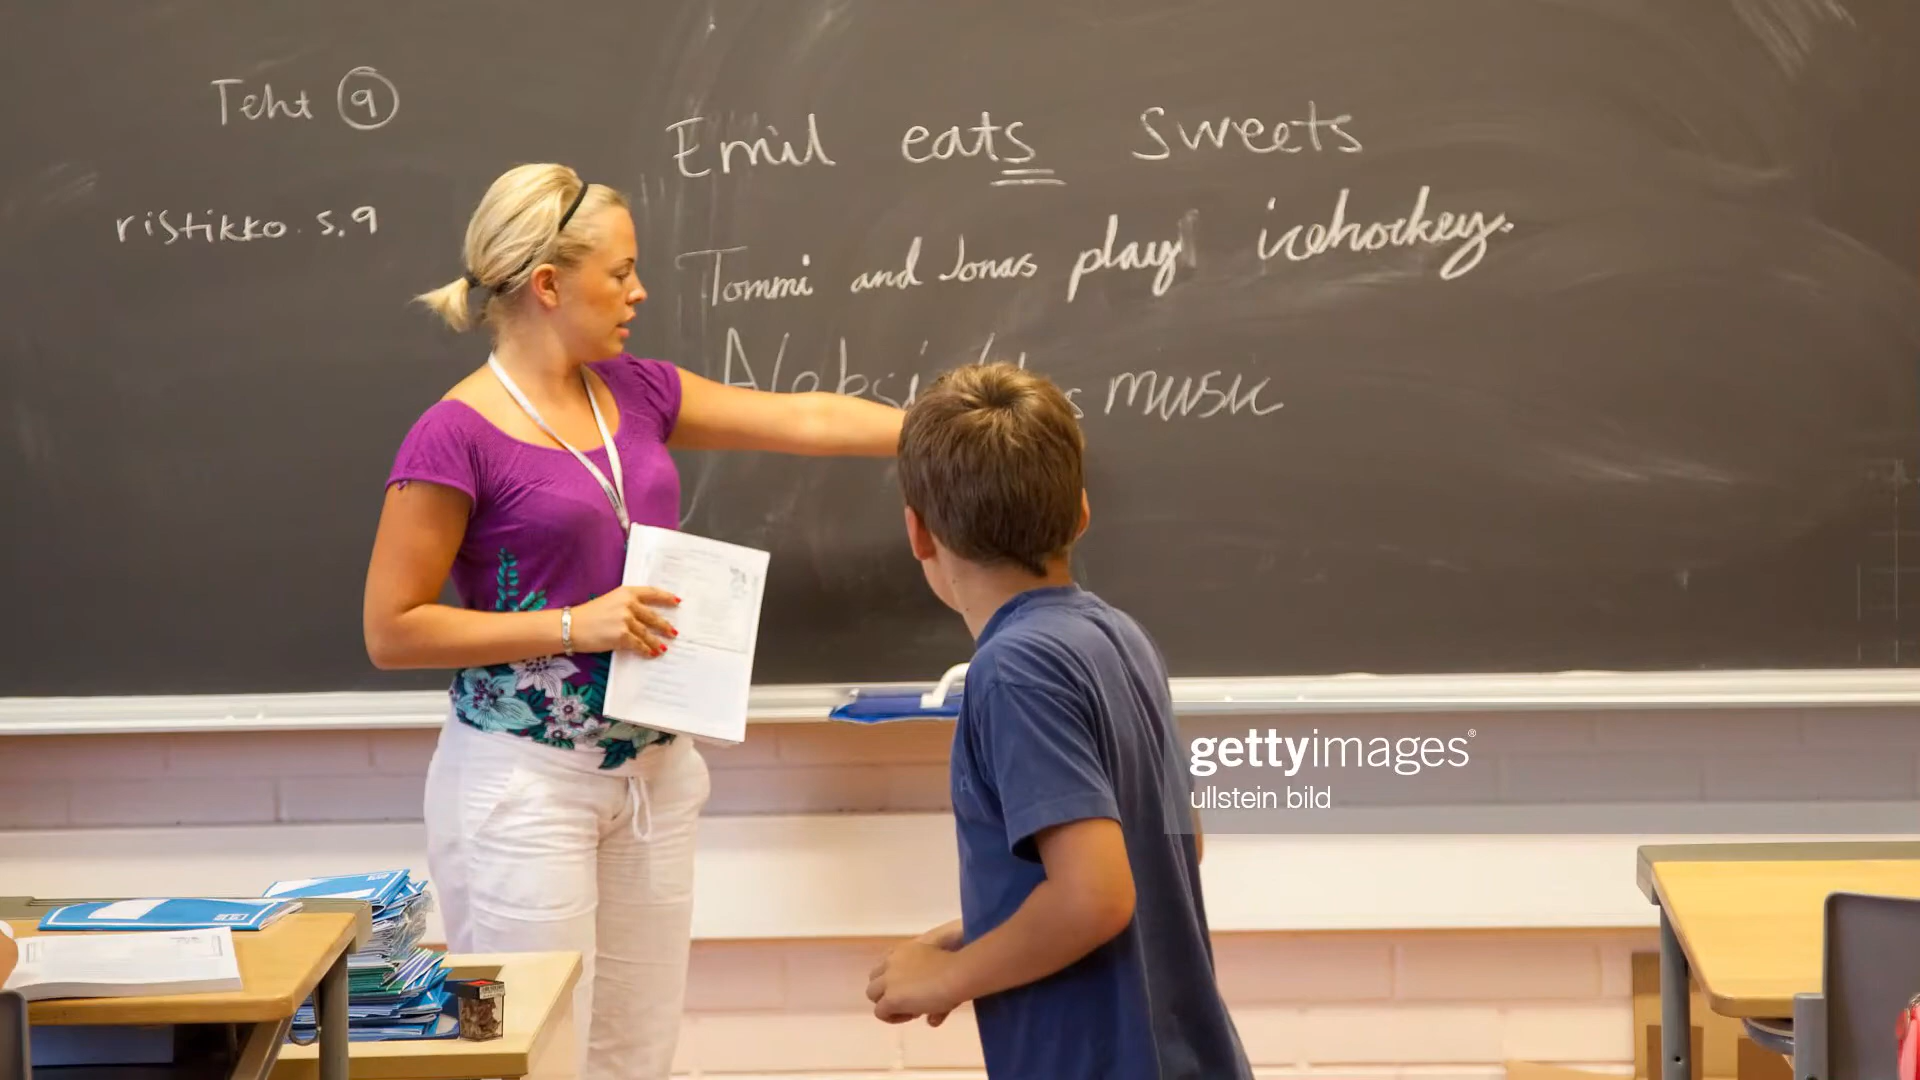 Teht 9
ristikko s.9
Emil eats sweets
Tommi and Jonas play icehockey.
music
gettyimages®
ullstein bild